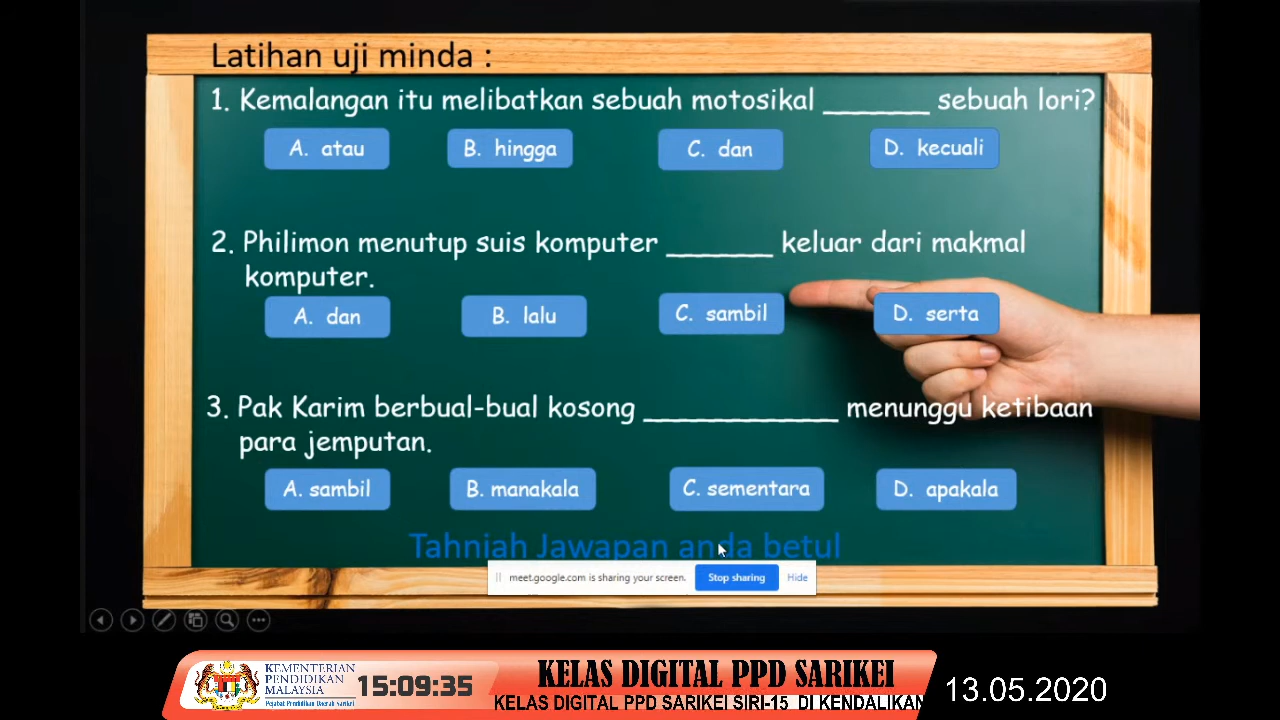 Latihan uji minda :
1. Kemalangan itu melibatkan sebuah motosikal _______ sebuah lori?
A. atau
B. hingga
C. dan
D. kecuali
2. Philimon menutup suis komputer _______ keluar dari makmal
komputer.
A. dan
B. lalu
C. sambil
D. serta
3. Pak Karim berbual-bual kosong _____________ menunggu ketibaan
para jemputan.
A. sambil
B. manakala
C. sementara
D. apakala
Tahniah Jawapan anda betul
meet.google.com is sharing your screen.
Stop sharing
Hide
KEMENTERIAN
PENDIDIKAN
MALAYSIA
Pejabat Pendidikan Daerah Sarikei
15:09:35
KELAS DIGITAL PPD SARIKEI
KELAS DIGITAL PPD SARIKEI SIRI-15 DI KENDALIKAN
13.05.2020